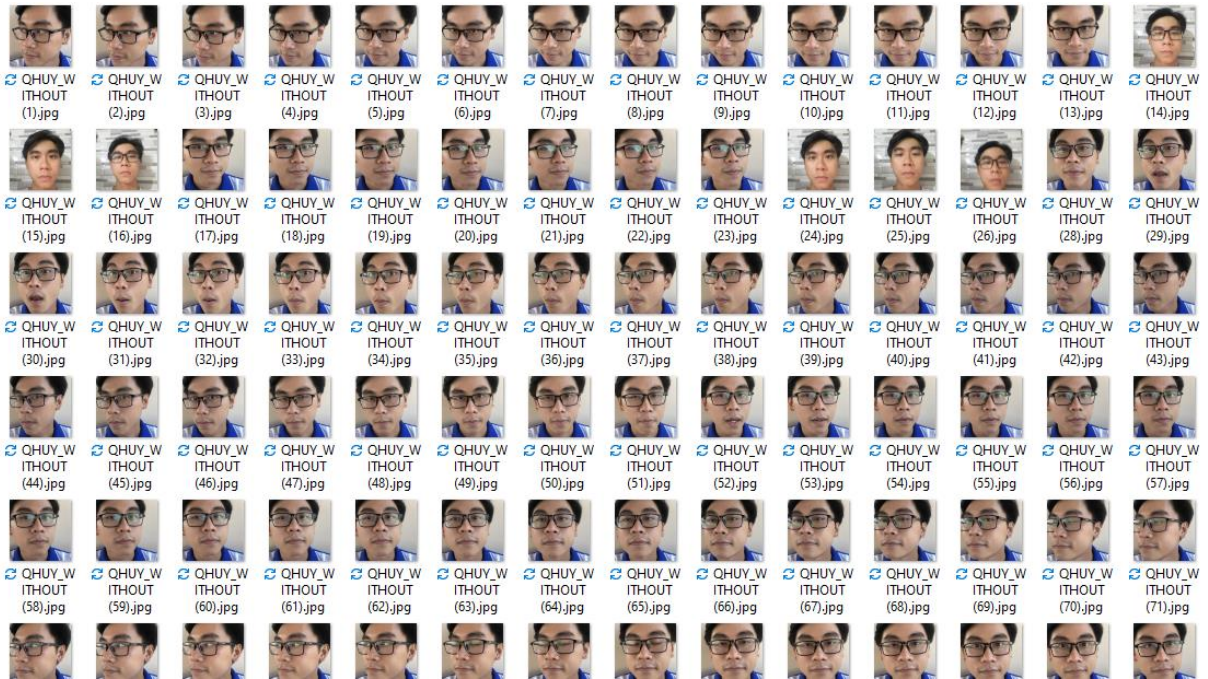 QHUY_W QHUY_W QHUY_W QHUY_W QHUY_W QHUY_W QHUY_W QHUY_W QHUY_W QHUY_W QHUY_W QHUY_W QHUY_W QHUY_W
ITHOUT ITHOUT ITHOUT ITHOUT ITHOUT ITHOUT ITHOUT ITHOUT ITHOUT ITHOUT ITHOUT ITHOUT ITHOUT ITHOUT
(1).jpg (2).jpg (3).jpg (4).jpg (5).jpg (6).jpg (7).jpg (8).jpg (9).jpg (10).jpg (11).jpg (12).jpg (13).jpg (14).jpg
QHUY_W QHUY_W QHUY_W QHUY_W QHUY_W QHUY_W QHUY_W QHUY_W QHUY_W QHUY_W QHUY_W QHUY_W QHUY_W QHUY_W
ITHOUT ITHOUT ITHOUT ITHOUT ITHOUT ITHOUT ITHOUT ITHOUT ITHOUT ITHOUT ITHOUT ITHOUT ITHOUT ITHOUT
(15).jpg (16).jpg (17).jpg (18).jpg (19).jpg (20).jpg (21).jpg (22).jpg (23).jpg (24).jpg (25).jpg (26).jpg (28).jpg (29).jpg
QHUY_W QHUY_W QHUY_W QHUY_W QHUY_W QHUY_W QHUY_W QHUY_W QHUY_W QHUY_W QHUY_W QHUY_W QHUY_W QHUY_W
ITHOUT ITHOUT ITHOUT ITHOUT ITHOUT ITHOUT ITHOUT ITHOUT ITHOUT ITHOUT ITHOUT ITHOUT ITHOUT ITHOUT
(30).jpg (31).jpg (32).jpg (33).jpg (34).jpg (35).jpg (36).jpg (37).jpg (38).jpg (39).jpg (40).jpg (41).jpg (42).jpg (43).jpg
QHUY_W QHUY_W QHUY_W QHUY_W QHUY_W QHUY_W QHUY_W QHUY_W QHUY_W QHUY_W QHUY_W QHUY_W QHUY_W QHUY_W
ITHOUT ITHOUT ITHOUT ITHOUT ITHOUT ITHOUT ITHOUT ITHOUT ITHOUT ITHOUT ITHOUT ITHOUT ITHOUT ITHOUT
(44).jpg (45).jpg (46).jpg (47).jpg (48).jpg (49).jpg (50).jpg (51).jpg (52).jpg (53).jpg (54).jpg (55).jpg (56).jpg (57).jpg
QHUY_W QHUY_W QHUY_W QHUY_W QHUY_W QHUY_W QHUY_W QHUY_W QHUY_W QHUY_W QHUY_W QHUY_W QHUY_W QHUY_W
ITHOUT ITHOUT ITHOUT ITHOUT ITHOUT ITHOUT ITHOUT ITHOUT ITHOUT ITHOUT ITHOUT ITHOUT ITHOUT ITHOUT
(58).jpg (59).jpg (60).jpg (61).jpg (62).jpg (63).jpg (64).jpg (65).jpg (66).jpg (67).jpg (68).jpg (69).jpg (70).jpg (71).jpg